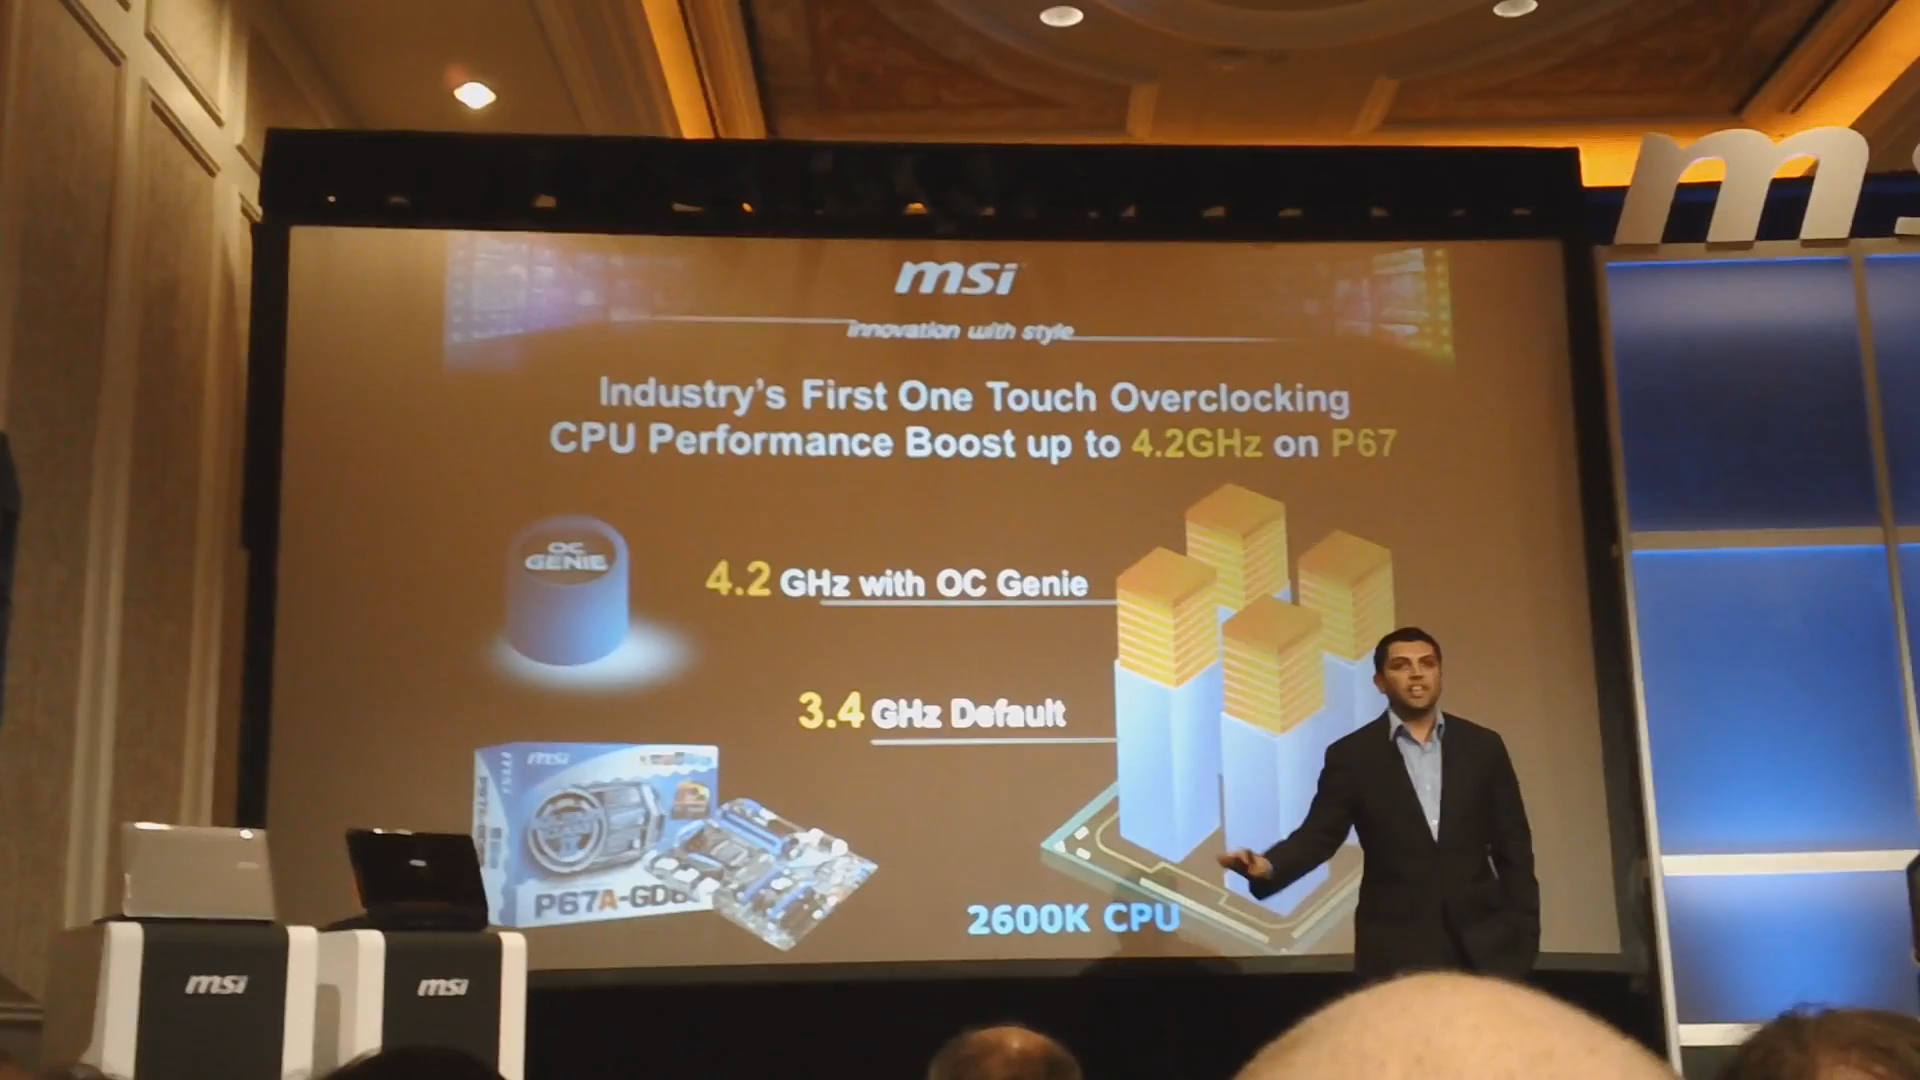 ms
msi
innovation with style
Industry's First One Touch Overclocking
CPU Performance Boost up to 4.2GHz on P67
OC
GENIE
4.2 GHz with OC Genie
3.4 GHz Default
msi
msi
P67A-GD
2600K CPU
msi
msi